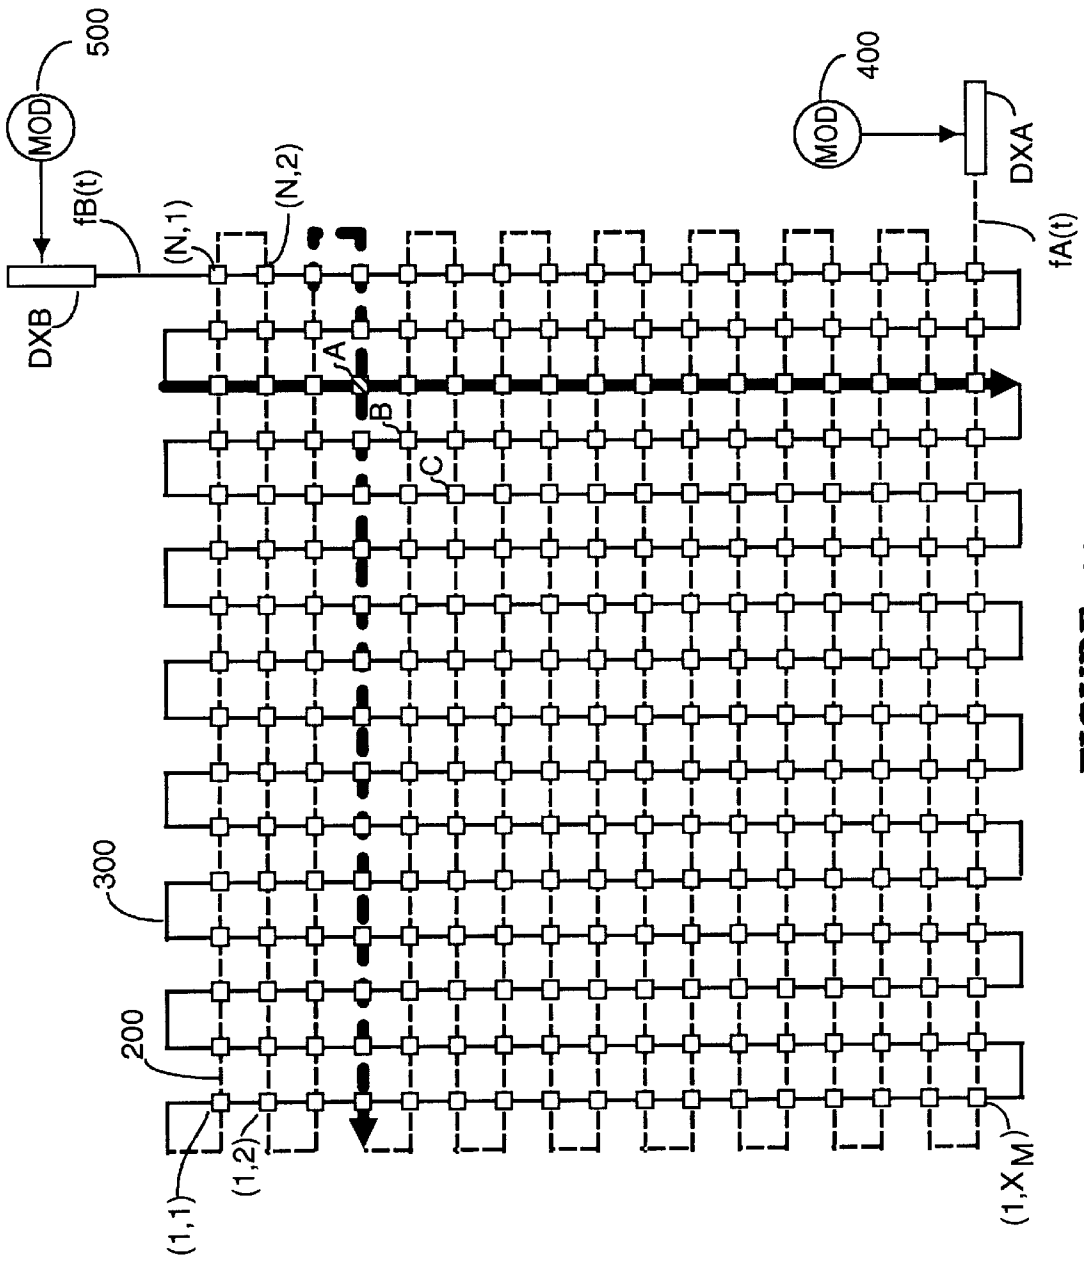 MOD
500
fB(t)
DXB
(N,1)
(N,2)
A
B
C
MOD
400
DXA
fA(t)
300
200
(1,1)
(1,2)
(1,XM)